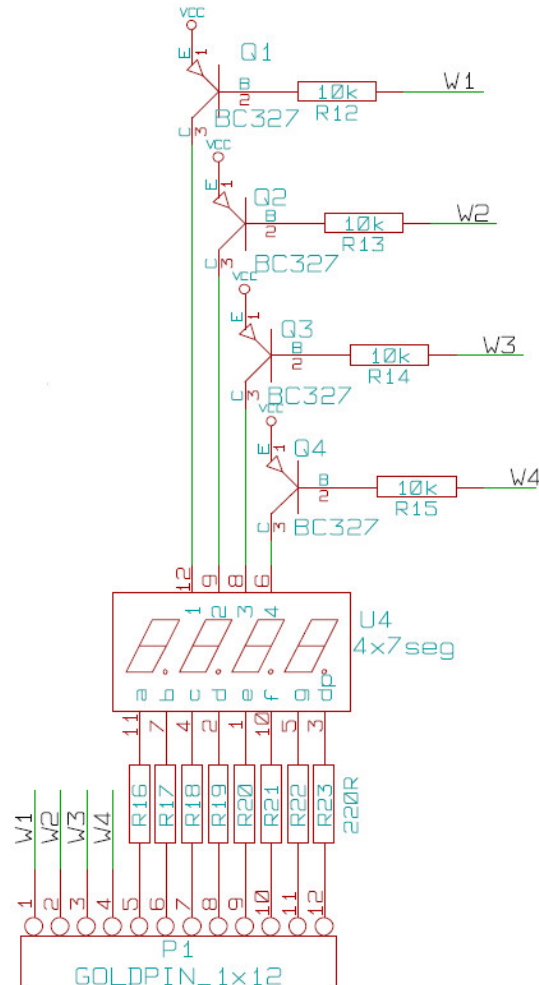 VCC
E 1 Q1
B 2 10k W1
BC327 R12
C 3
VCC
E 1 Q2
B 2 10k W2
BC327 R13
C 3
VCC
E 1 Q3
B 2 10k W3
BC327 R14
C 3
VCC
E 1 Q4
B 2 10k W4
BC327 R15
C 3
12 9 8 6
1 2 3 4
U4
4x7seg
a b c d e f g dp
11 7 4 2 1 10 5 3
R16 R17 R18 R19 R20 R21 R22 R23 220R
W1 W2 W3 W4
1 2 3 4 5 6 7 8 9 10 11 12
P1
GOLDPIN_1x12